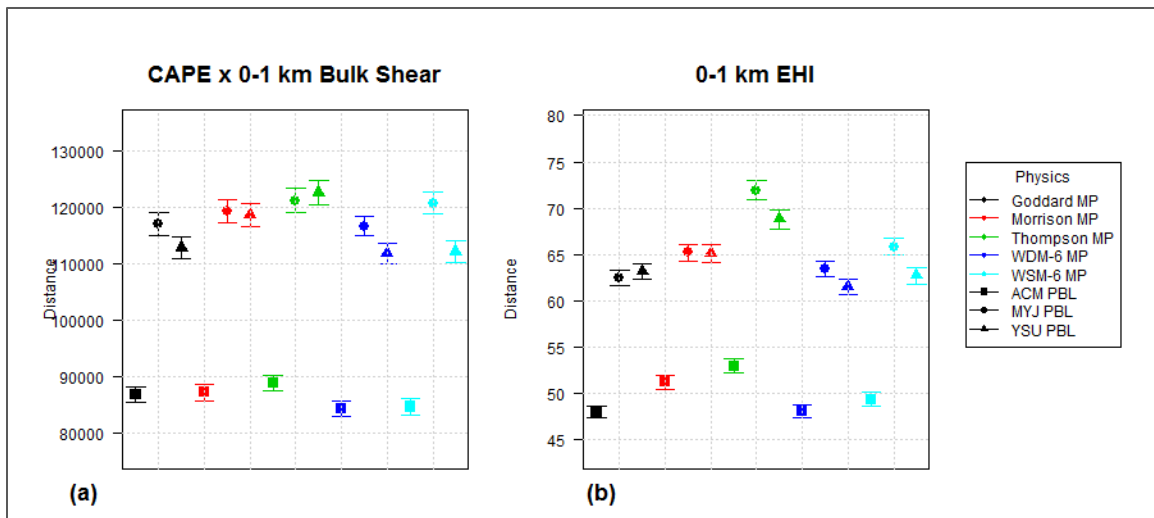 CAPE x 0-1 km Bulk Shear
130000
120000
110000
100000
90000
80000
Distance
(a)
0-1 km EHI
80
75
70
65
60
55
50
45
Distance
(b)
Physics
Goddard MP
Morrison MP
Thompson MP
WDM-6 MP
WSM-6 MP
ACM PBL
MYJ PBL
YSU PBL